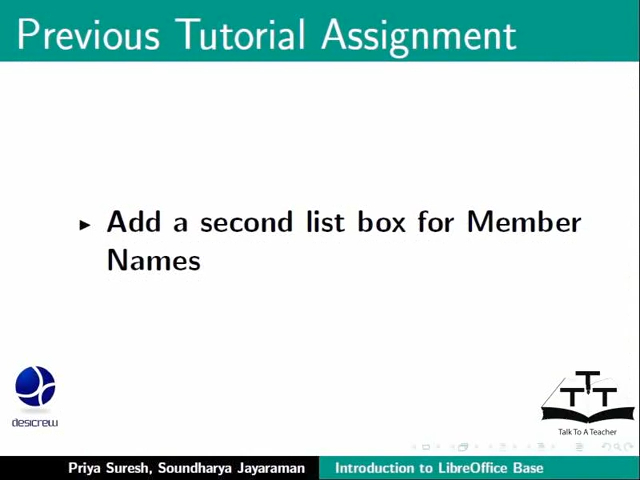 Previous Tutorial Assignment
Add a second list box for Member
Names
desicrew
T T T
Talk To A Teacher
Priya Suresh, Soundharya Jayaraman
Introduction to LibreOffice Base